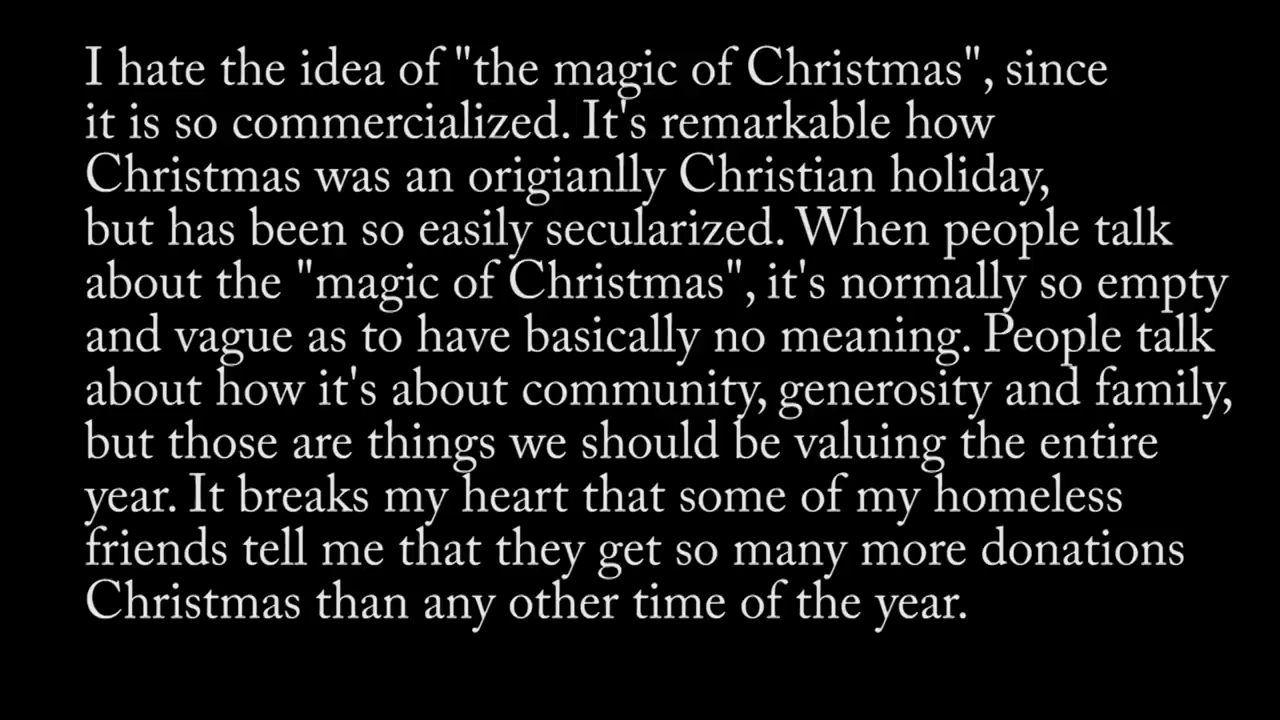 I hate the idea of "the magic of Christmas", since
it is so commercialized. It's remarkable how
Christmas was an origianlly Christian holiday,
but has been so easily secularized. When people talk
about the "magic of Christmas", it's normally so empty
and vague as to have basically no meaning. People talk
about how it's about community, generosity and family,
but those are things we should be valuing the entire
year. It breaks my heart that some of my homeless
friends tell me that they get so many more donations
Christmas than any other time of the year.